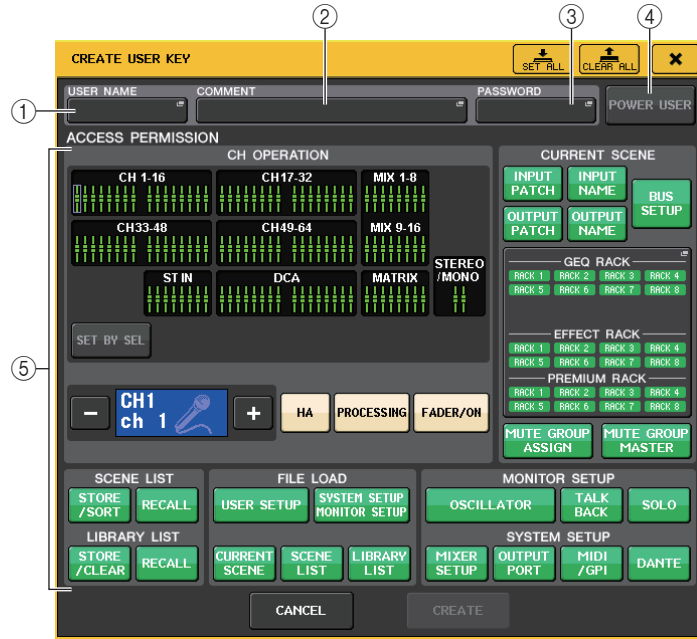 ① ② ③ ④
CREATE USER KEY SET ALL CLEAR ALL
USER NAME COMMENT PASSWORD POWER USER
ACCESS PERMISSION
⑤
CH OPERATION
CH 1-16 CH17-32 MIX 1-8
CH33-48 CH49-64 MIX 9-16
STEREO
/MONO
ST IN DCA MATRIX
SET BY SEL
− CH1
ch 1 + HA PROCESSING FADER/ON
CURRENT SCENE
INPUT
PATCH INPUT
NAME BUS
SETUP
OUTPUT
PATCH OUTPUT
NAME
GEQ RACK
RACK 1 RACK 2 RACK 3 RACK 4
RACK 5 RACK 6 RACK 7 RACK 8
EFFECT RACK
RACK 1 RACK 2 RACK 3 RACK 4
RACK 5 RACK 6 RACK 7 RACK 8
PREMIUM RACK
RACK 1 RACK 2 RACK 3 RACK 4
RACK 5 RACK 6 RACK 7 RACK 8
MUTE GROUP
ASSIGN MUTE GROUP
MASTER
SCENE LIST
STORE
/SORT RECALL
LIBRARY LIST
STORE
/CLEAR RECALL
FILE LOAD
USER SETUP SYSTEM SETUP
MONITOR SETUP
CURRENT
SCENE SCENE
LIST LIBRARY
LIST
MONITOR SETUP
OSCILLATOR TALK
BACK SOLO
SYSTEM SETUP
MIXER
SETUP OUTPUT
PORT MIDI
/GPI DANTE
CANCEL CREATE